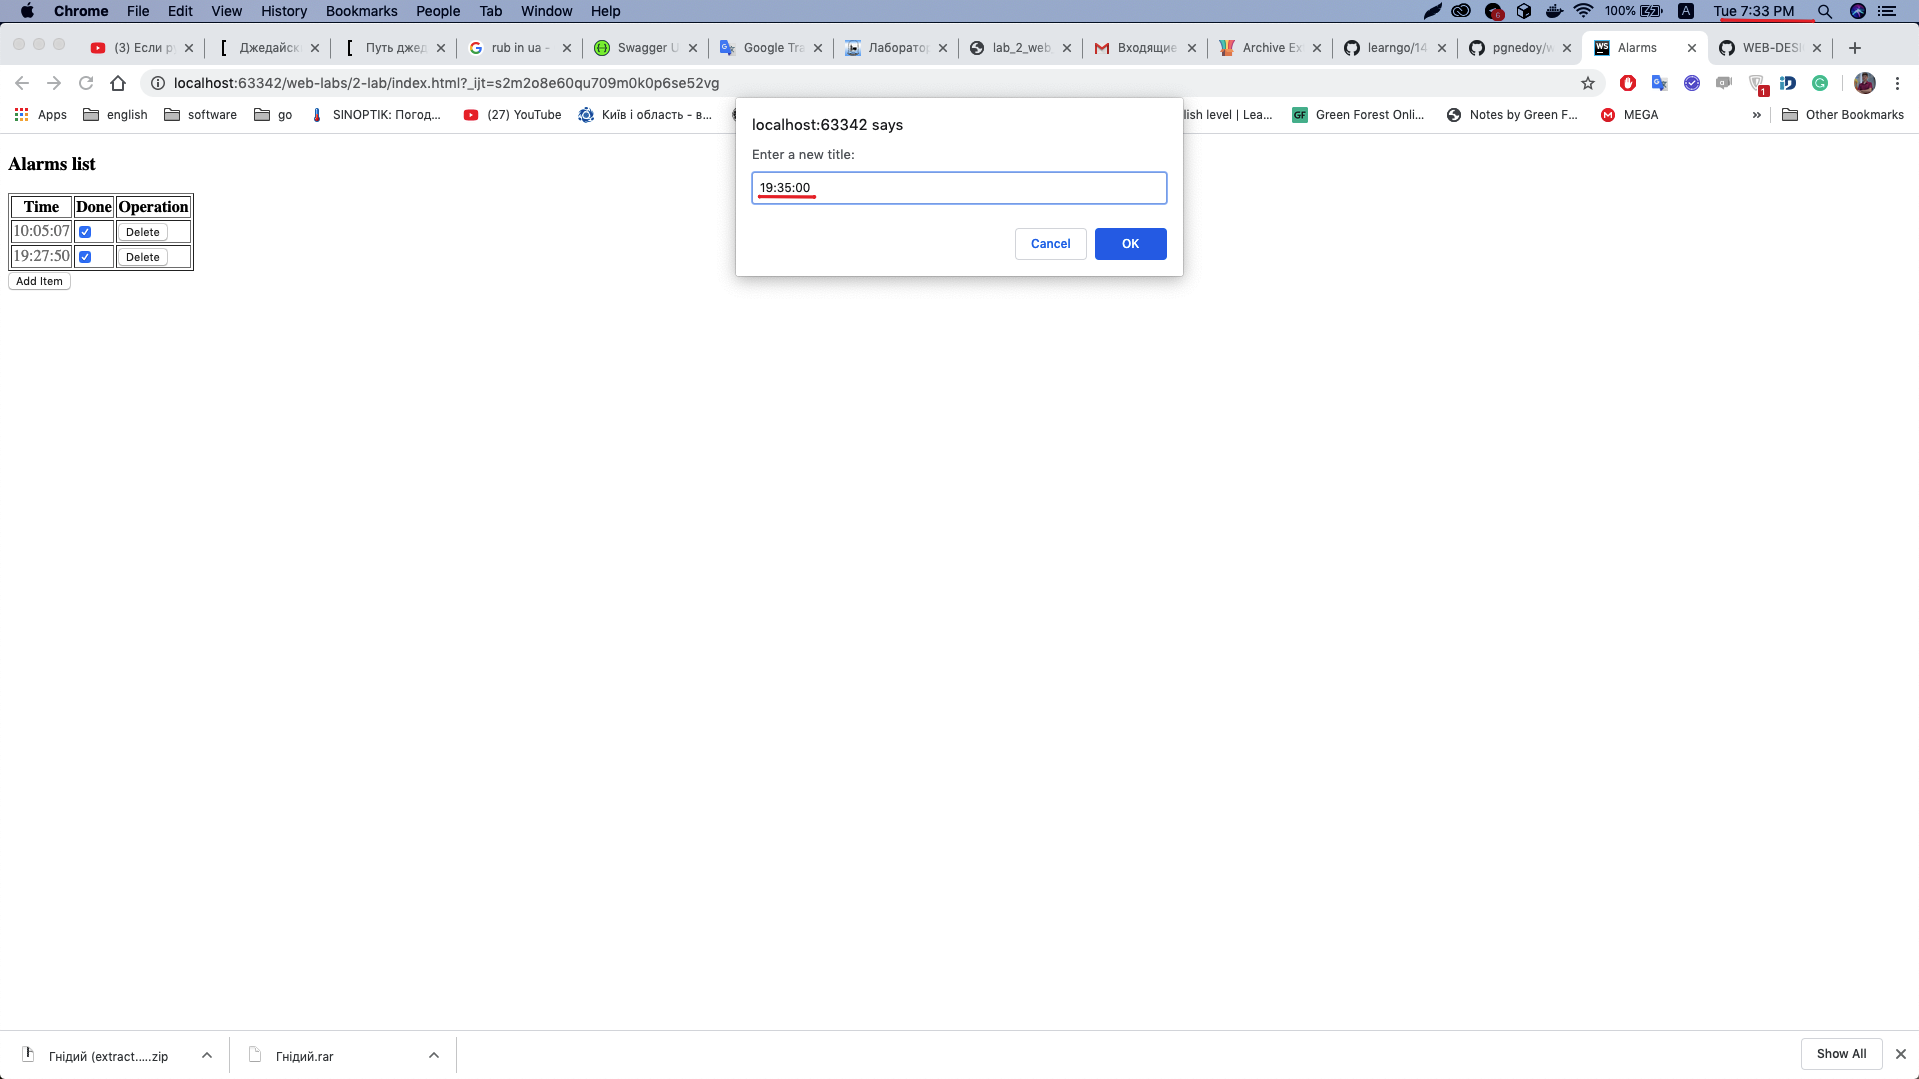 Chrome File Edit View History Bookmarks People Tab Window Help 100% A Tue 7:33 PM
(3) Если ру Джедайск Путь джед rub in ua - Swagger U Google Tra Лаборатор lab_2_web_ Входящие Archive Ex learngo/14 pgnedoy/w WS Alarms WEB-DESI
localhost:63342/web-labs/2-lab/index.html?_ijt=s2m2o8e60qu709m0k0p6se52vg
Apps english software go SINOPTIK: Погод... (27) YouTube Київ і область - в... lish level | Lea... GF Green Forest Onli... Notes by Green F... MEGA » Other Bookmarks
localhost:63342 says
Enter a new title:
19:35:00
Cancel OK
Alarms list
Time Done Operation
10:05:07 Delete
19:27:50 Delete
Add Item
Гнідий (extract.....zip Гнідий.rar Show All